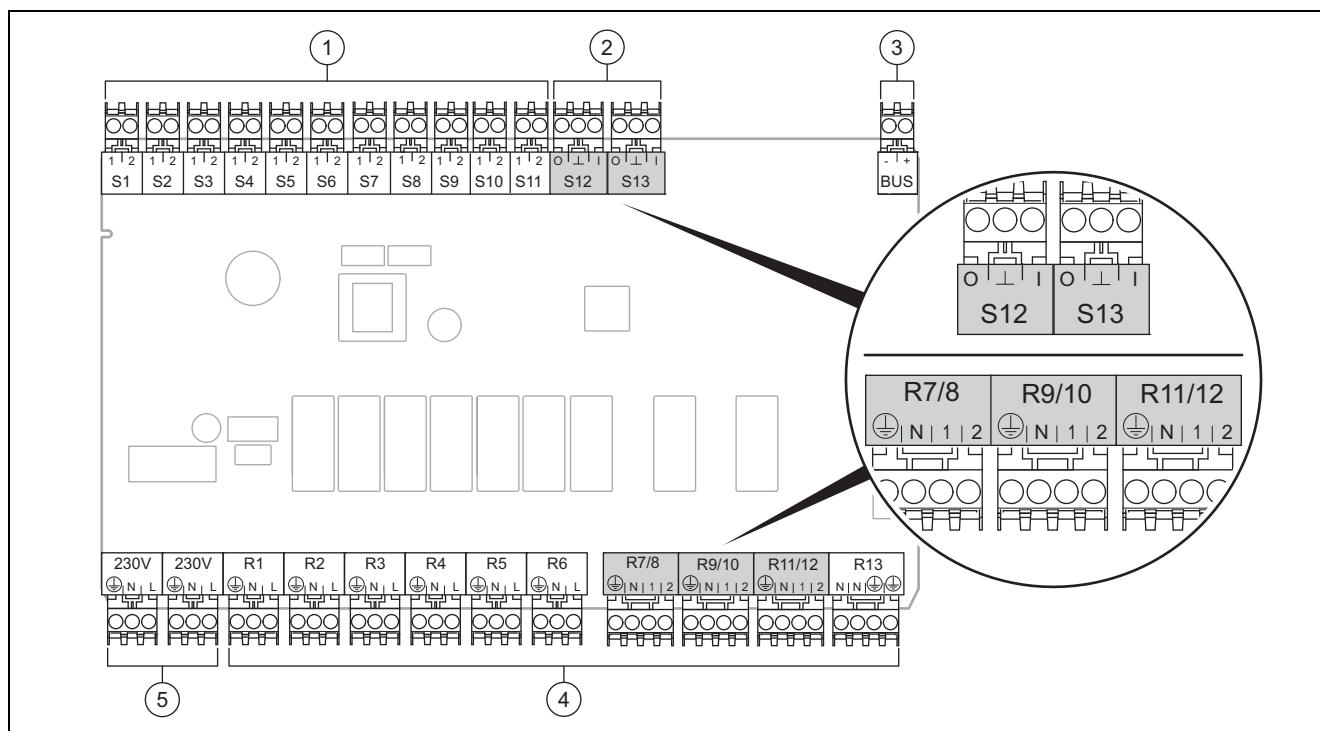 1 2 3
1 2 1 2 1 2 1 2 1 2 1 2 1 2 1 2 1 2 1 2 1 2 O ⊥ I O ⊥ I - +
S1 S2 S3 S4 S5 S6 S7 S8 S9 S10 S11 S12 S13 BUS
O ⊥ I O ⊥ I
S12 S13
R7/8 R9/10 R11/12
⏚ | N | 1 | 2 ⏚ | N | 1 | 2 ⏚ | N | 1 | 2
230V 230V R1 R2 R3 R4 R5 R6 R7/8 R9/10 R11/12 R13
⏚ N L ⏚ N L ⏚ N L ⏚ N L ⏚ N L ⏚ N L ⏚ N L ⏚ N L ⏚ | N | 1 | 2 ⏚ | N | 1 | 2 ⏚ | N | 1 | 2 N | N | ⏚ ⏚
5 4